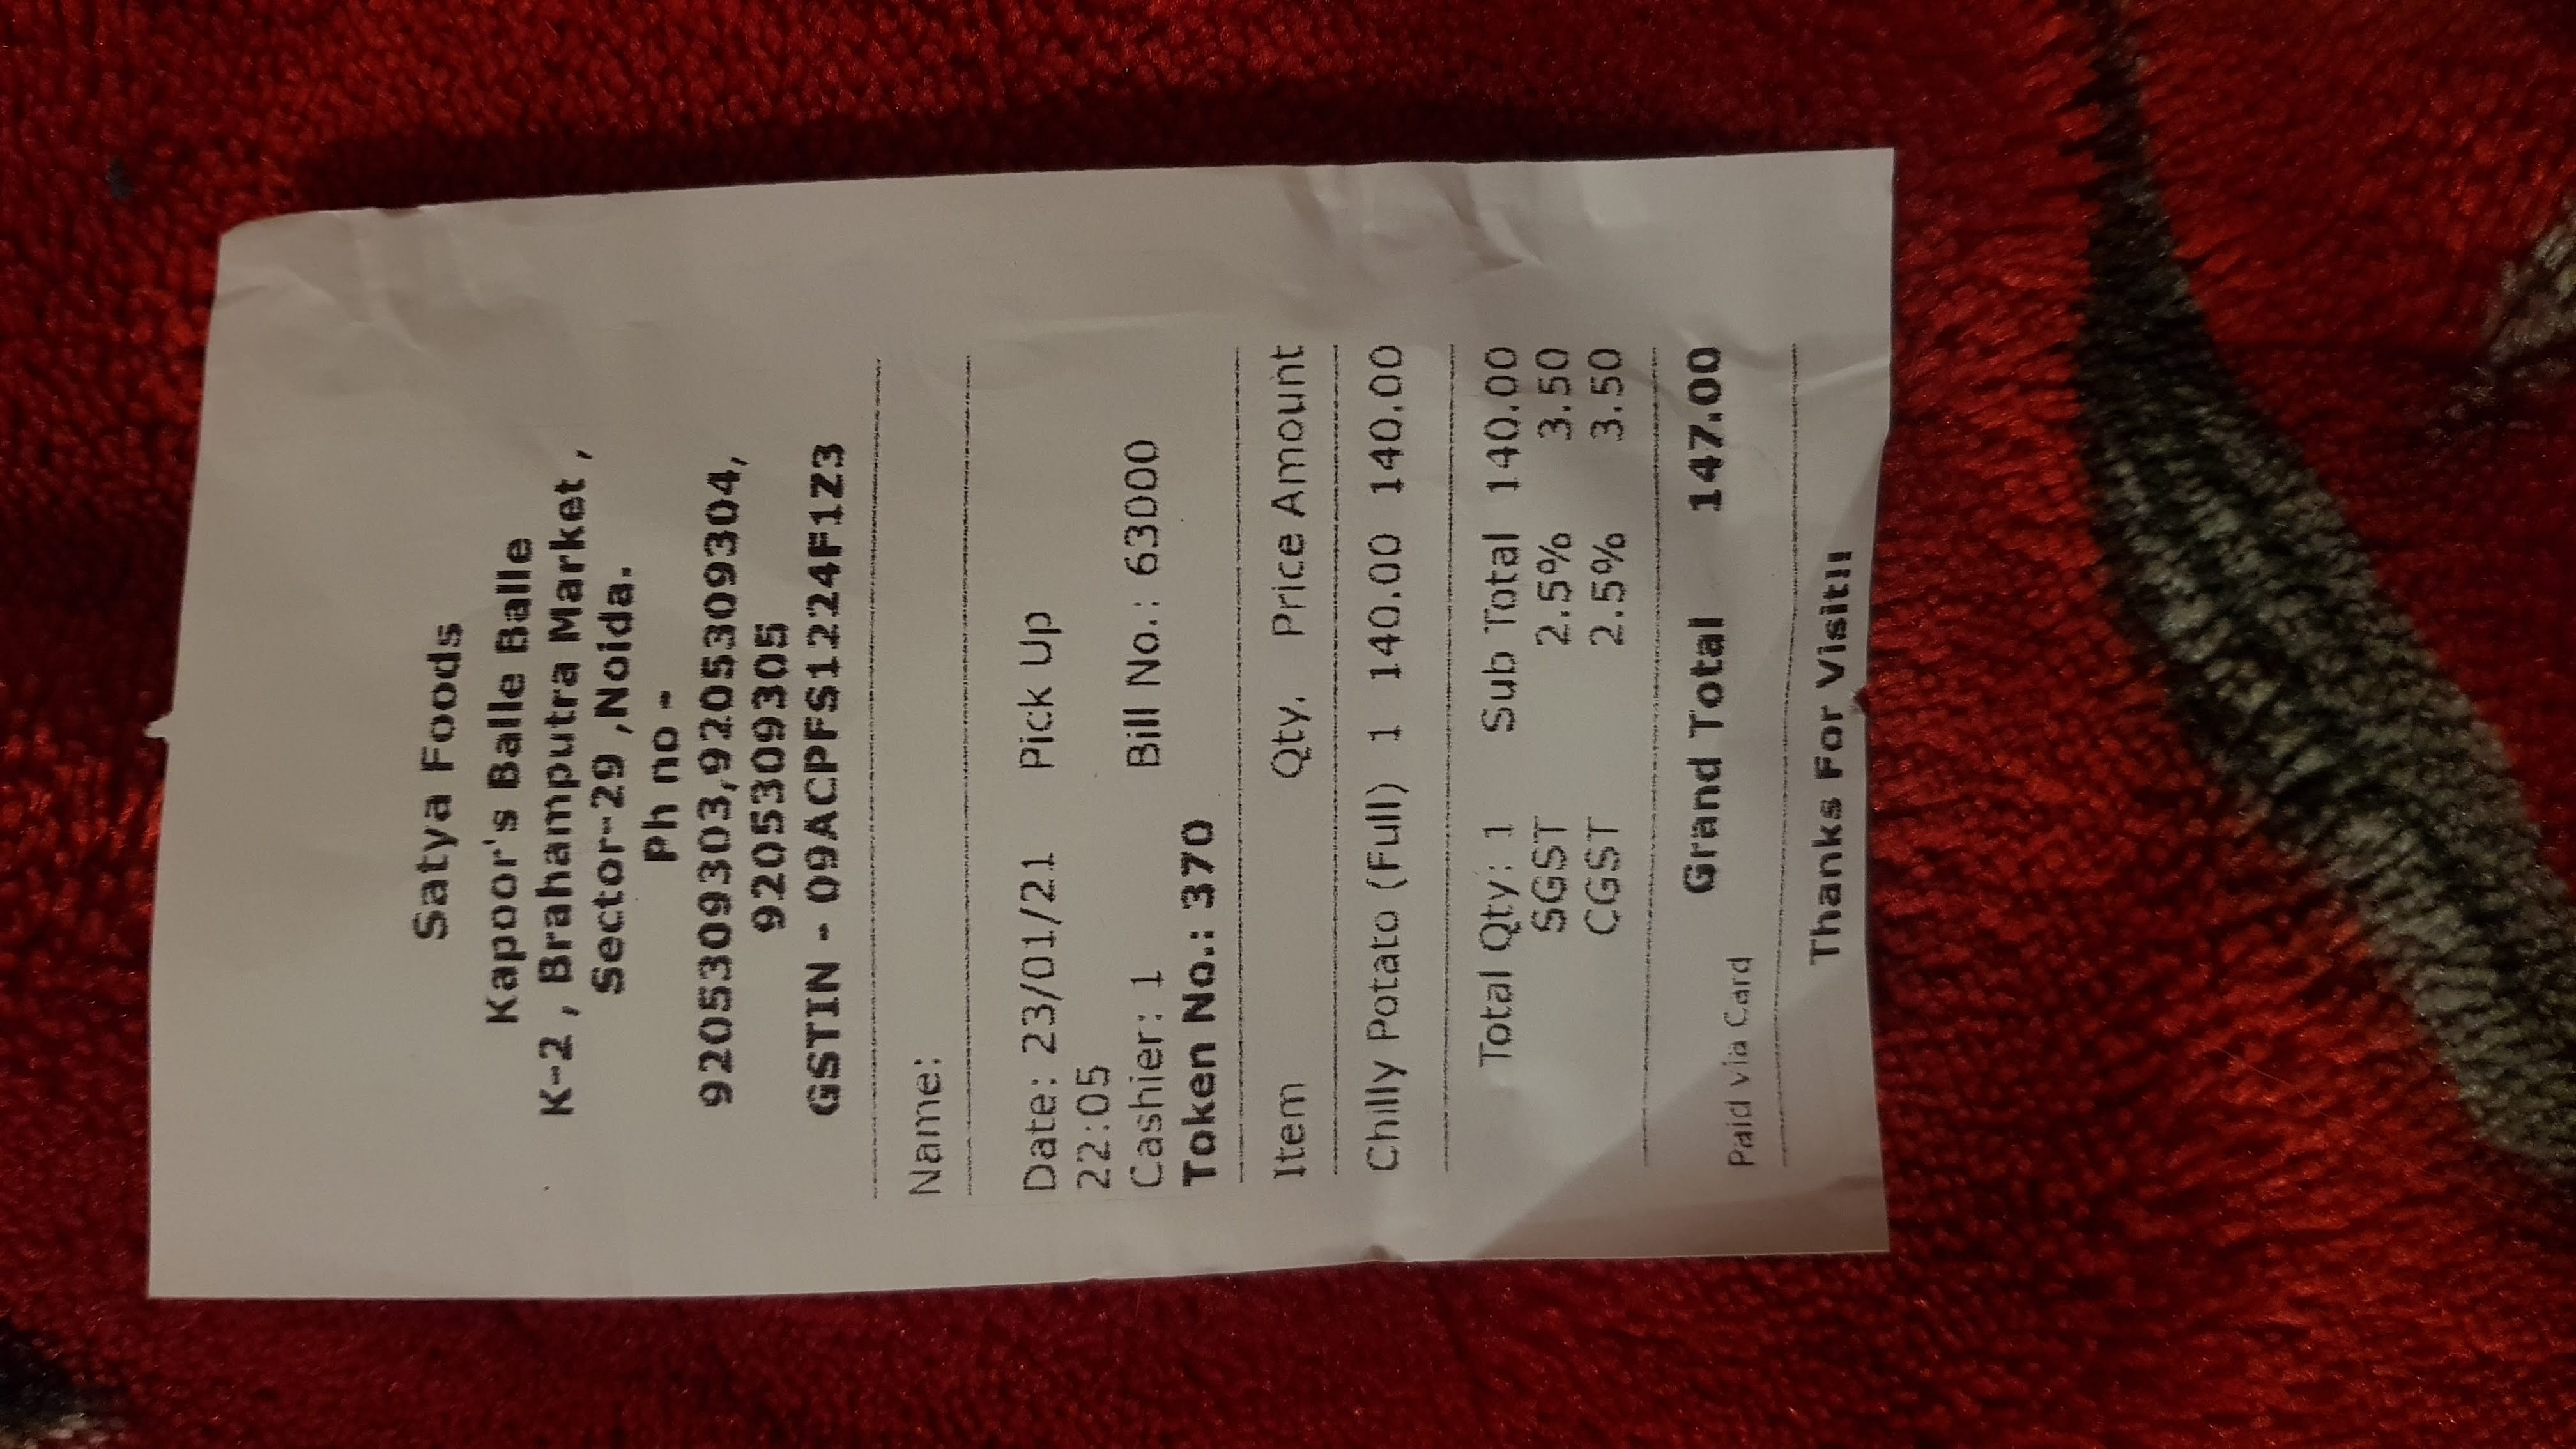 Satya Foods
Kapoor's Balle Balle
K-2 , Brahamputra Market ,
Sector-29 ,Noida.
Ph no -
9205309303,9205309304,
9205309305
GSTIN - 09ACPFS1224F1Z3
Name:
Date: 23/01/21 Pick Up
22:05
Cashier: 1 Bill No.: 63000
Token No.: 370
Item Qty. Price Amount
Chilly Potato (Full) 1 140.00 140.00
Total Qty: 1 Sub Total 140.00
SGST 2.5% 3.50
CGST 2.5% 3.50
Grand Total 147.00
Paid via Card
Thanks For Visit!!